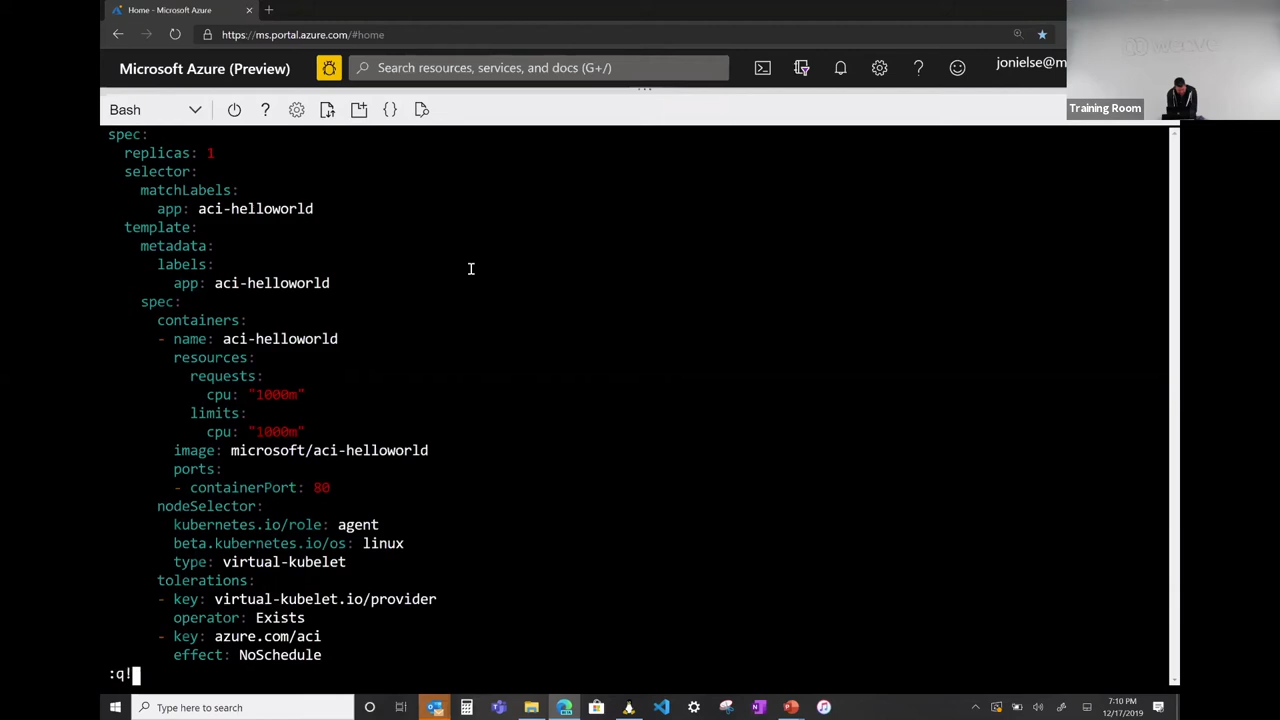 Home - Microsoft Azure
https://ms.portal.azure.com/#home
Microsoft Azure (Preview)
Search resources, services, and docs (G+/)
jonielse@m
Training Room
Bash
spec:
replicas: 1
selector:
matchLabels:
app: aci-helloworld
template:
metadata:
labels:
app: aci-helloworld
spec:
containers:
- name: aci-helloworld
resources:
requests:
cpu: "1000m"
limits:
cpu: "1000m"
image: microsoft/aci-helloworld
ports:
- containerPort: 80
nodeSelector:
kubernetes.io/role: agent
beta.kubernetes.io/os: linux
type: virtual-kubelet
tolerations:
- key: virtual-kubelet.io/provider
operator: Exists
- key: azure.com/aci
effect: NoSchedule
:q!
Type here to search
7:10 PM
12/17/2019